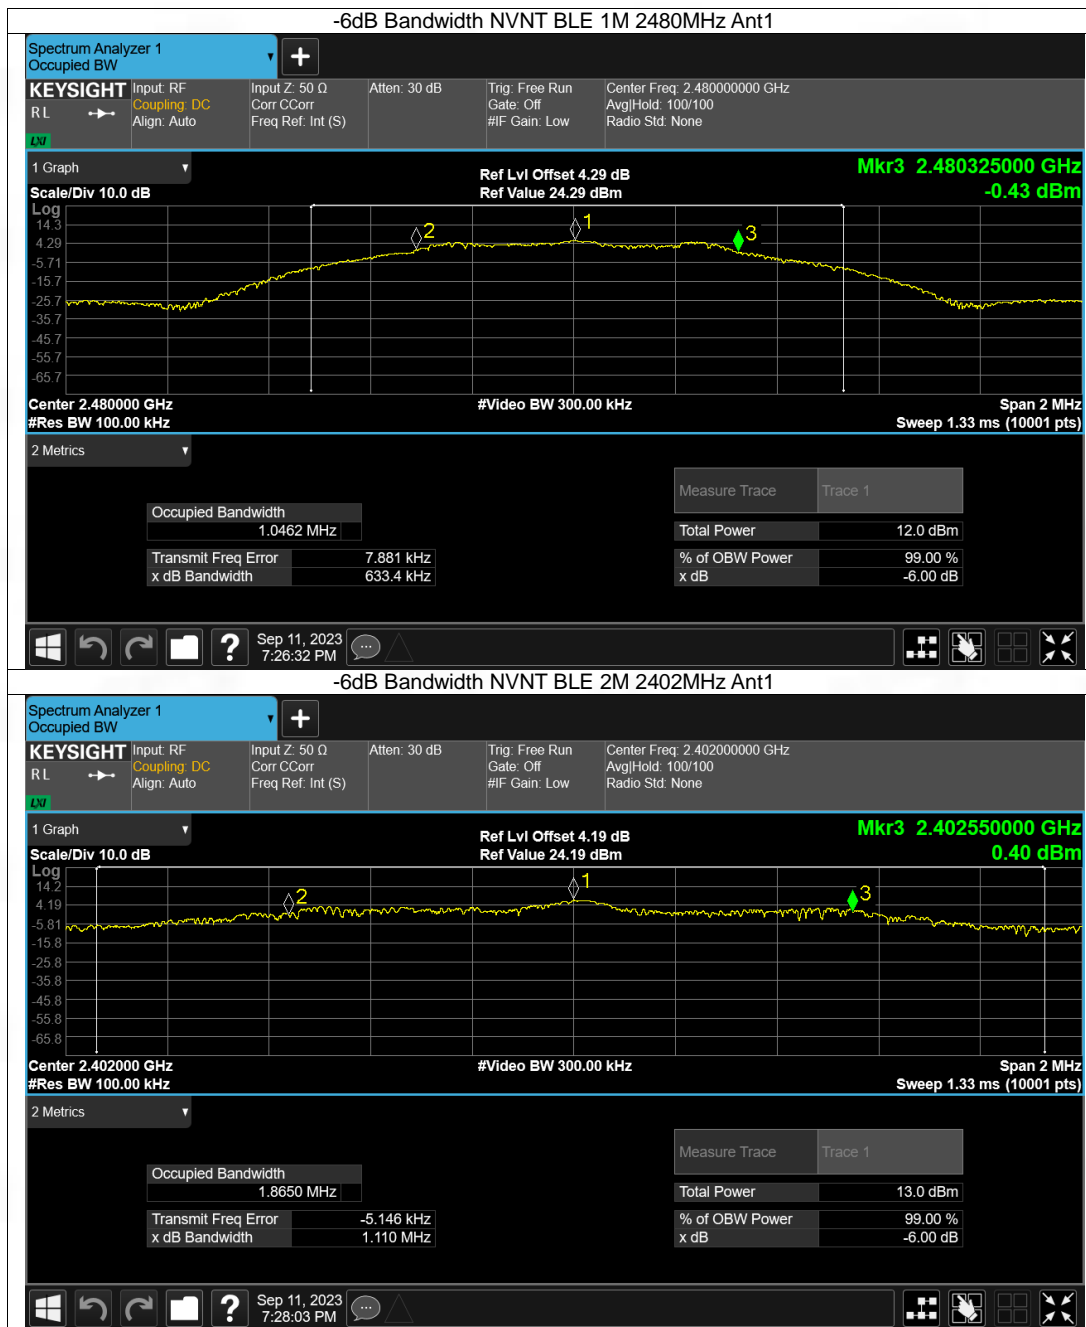 -6dB Bandwidth NVNT BLE 1M 2480MHz Ant1
Spectrum Analyzer 1
Occupied BW
+
KEYSIGHT
R L
LXI
Input: RF
Coupling: DC
Align: Auto
Input Z: 50 Ω
Corr CCorr
Freq Ref: Int (S)
Atten: 30 dB
Trig: Free Run
Gate: Off
#IF Gain: Low
Center Freq: 2.480000000 GHz
Avg|Hold: 100/100
Radio Std: None
1 Graph
Scale/Div 10.0 dB
Ref Lvl Offset 4.29 dB
Ref Value 24.29 dBm
Mkr3 2.480325000 GHz
-0.43 dBm
Log
14.3
4.29
-5.71
-15.7
-25.7
-35.7
-45.7
-55.7
-65.7
2
1
3
Center 2.480000 GHz
#Video BW 300.00 kHz
Span 2 MHz
#Res BW 100.00 kHz
Sweep 1.33 ms (10001 pts)
2 Metrics
Measure Trace
Trace 1
Occupied Bandwidth
1.0462 MHz
Total Power
12.0 dBm
Transmit Freq Error
7.881 kHz
% of OBW Power
99.00 %
x dB Bandwidth
633.4 kHz
x dB
-6.00 dB
?
Sep 11, 2023
7:26:32 PM
-6dB Bandwidth NVNT BLE 2M 2402MHz Ant1
Spectrum Analyzer 1
Occupied BW
+
KEYSIGHT
R L
LXI
Input: RF
Coupling: DC
Align: Auto
Input Z: 50 Ω
Corr CCorr
Freq Ref: Int (S)
Atten: 30 dB
Trig: Free Run
Gate: Off
#IF Gain: Low
Center Freq: 2.402000000 GHz
Avg|Hold: 100/100
Radio Std: None
1 Graph
Scale/Div 10.0 dB
Ref Lvl Offset 4.19 dB
Ref Value 24.19 dBm
Mkr3 2.402550000 GHz
0.40 dBm
Log
14.2
4.19
-5.81
-15.8
-25.8
-35.8
-45.8
-55.8
-65.8
2
1
3
Center 2.402000 GHz
#Video BW 300.00 kHz
Span 2 MHz
#Res BW 100.00 kHz
Sweep 1.33 ms (10001 pts)
2 Metrics
Measure Trace
Trace 1
Occupied Bandwidth
1.8650 MHz
Total Power
13.0 dBm
Transmit Freq Error
-5.146 kHz
% of OBW Power
99.00 %
x dB Bandwidth
1.110 MHz
x dB
-6.00 dB
?
Sep 11, 2023
7:28:03 PM